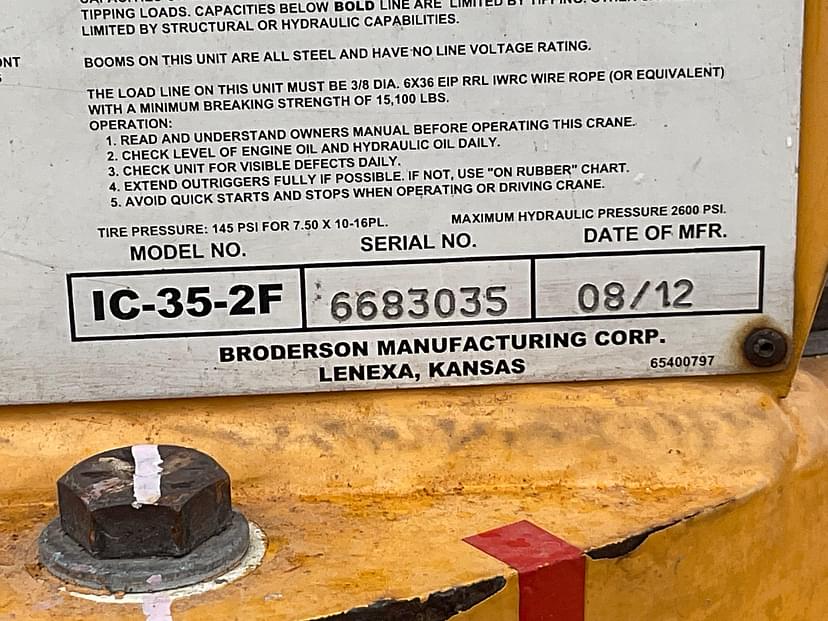 TIPPING LOADS. CAPACITIES BELOW BOLD LINE ARE LIMITED BY TIPPING.
LIMITED BY STRUCTURAL OR HYDRAULIC CAPABILITIES.
BOOMS ON THIS UNIT ARE ALL STEEL AND HAVE NO LINE VOLTAGE RATING.
THE LOAD LINE ON THIS UNIT MUST BE 3/8 DIA. 6X36 EIP RRL IWRC WIRE ROPE (OR EQUIVALENT)
WITH A MINIMUM BREAKING STRENGTH OF 15,100 LBS.
OPERATION:
1. READ AND UNDERSTAND OWNERS MANUAL BEFORE OPERATING THIS CRANE.
2. CHECK LEVEL OF ENGINE OIL AND HYDRAULIC OIL DAILY.
3. CHECK UNIT FOR VISIBLE DEFECTS DAILY.
4. EXTEND OUTRIGGERS FULLY IF POSSIBLE. IF NOT, USE "ON RUBBER" CHART.
5. AVOID QUICK STARTS AND STOPS WHEN OPERATING OR DRIVING CRANE.
TIRE PRESSURE: 145 PSI FOR 7.50 X 10-16PL. MAXIMUM HYDRAULIC PRESSURE 2600 PSI.
MODEL NO. SERIAL NO. DATE OF MFR.
IC-35-2F 6683035 08/12
BRODERSON MANUFACTURING CORP.
LENEXA, KANSAS 65400797